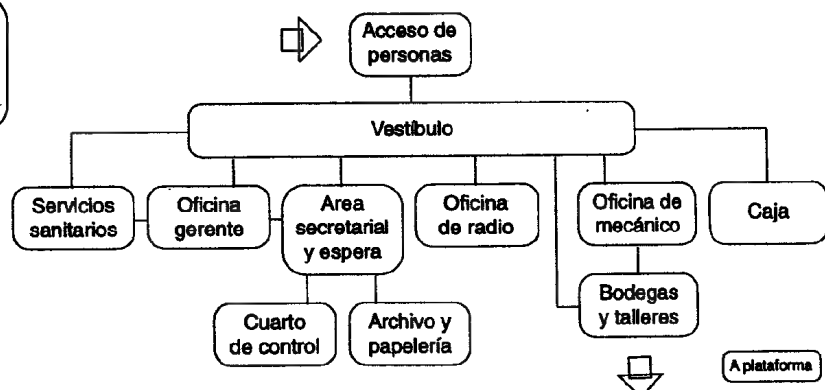 Acceso de
personas
Vestíbulo
Servicios
sanitarios
Oficina
gerente
Area
secretarial
y espera
Oficina
de radio
Oficina de
mecánico
Caja
Cuarto
de control
Archivo y
papelería
Bodegas
y talleres
A plataforma